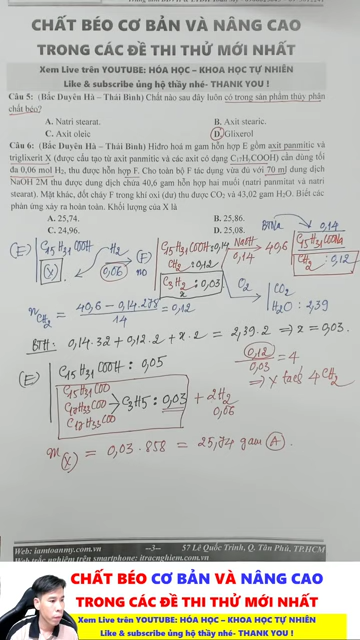 CHẤT BÉO CƠ BẢN VÀ NÂNG CAO
TRONG CÁC ĐỀ THI THỬ MỚI NHẤT
Xem Live trên YOUTUBE: HÓA HỌC – KHOA HỌC TỰ NHIÊN
Like & subscribe ủng hộ thầy nhé- THANK YOU !
Câu 5: (Bắc Duyên Hà – Thái Bình) Chất nào sau đây luôn có trong sản phẩm thủy phân
chất béo?
A. Natri stearat. B. Axit stearic.
C. Axit oleic D. Glixerol
Câu 6: (Bắc Duyên Hà – Thái Bình) Hiđro hoá m gam hỗn hợp E gồm axit panmitic và
triglixerit X (được cấu tạo từ axit panmitic và các axit có dạng C17HyCOOH) cần đúng tối
đa 0,06 mol H2, thu được hỗn hợp F. Cho toàn bộ F tác dụng vừa đủ với 70 ml dung dịch
NaOH 2M thu được dung dịch chứa 40,6 gam hỗn hợp hai muối (natri panmitat và natri
stearat). Mặt khác, đốt cháy F trong khí oxi (dư) thu được CO2 và 43,02 gam H2O. Biết các
phản ứng xảy ra hoàn toàn. Khối lượng của X là
A. 25,74. B. 25,86.
C. 24,96. D. 25,08.
BTNa 0,14
(E) C15H31COOH H2 (F) C15H31COOH: 0,14 NaOH 40,6 C15H31COONa
(X) 0,06 no CH2: 0,12 0,14 CH2: 0,12
C3H2: 0,03
x
O2 CO2
H2O: 2,39
nCH2 = 40,6 – 0,14.278 / 14 = 0,12
BTH: 0,14.32 + 0,12.2 + x.2 = 2,39.2 ⇒ x = 0,03.
(E) C15H31COOH: 0,05
0,12 / 0,03 = 4
⇒ X tách 4CH2
C15H31COO
C17H33COO C3H5: 0,03 + 2H2
C17H33COO 0,06
m(X) = 0,03.858 = 25,74 gam (A).
Web: iamtoanmy.com.vn –3– 57 Lê Quốc Trinh, Q. Tân Phú, TP.HCM
CHẤT BÉO CƠ BẢN VÀ NÂNG CAO
TRONG CÁC ĐỀ THI THỬ MỚI NHẤT
Xem Live trên YOUTUBE: HÓA HỌC – KHOA HỌC TỰ NHIÊN
Like & subscribe ủng hộ thầy nhé- THANK YOU !